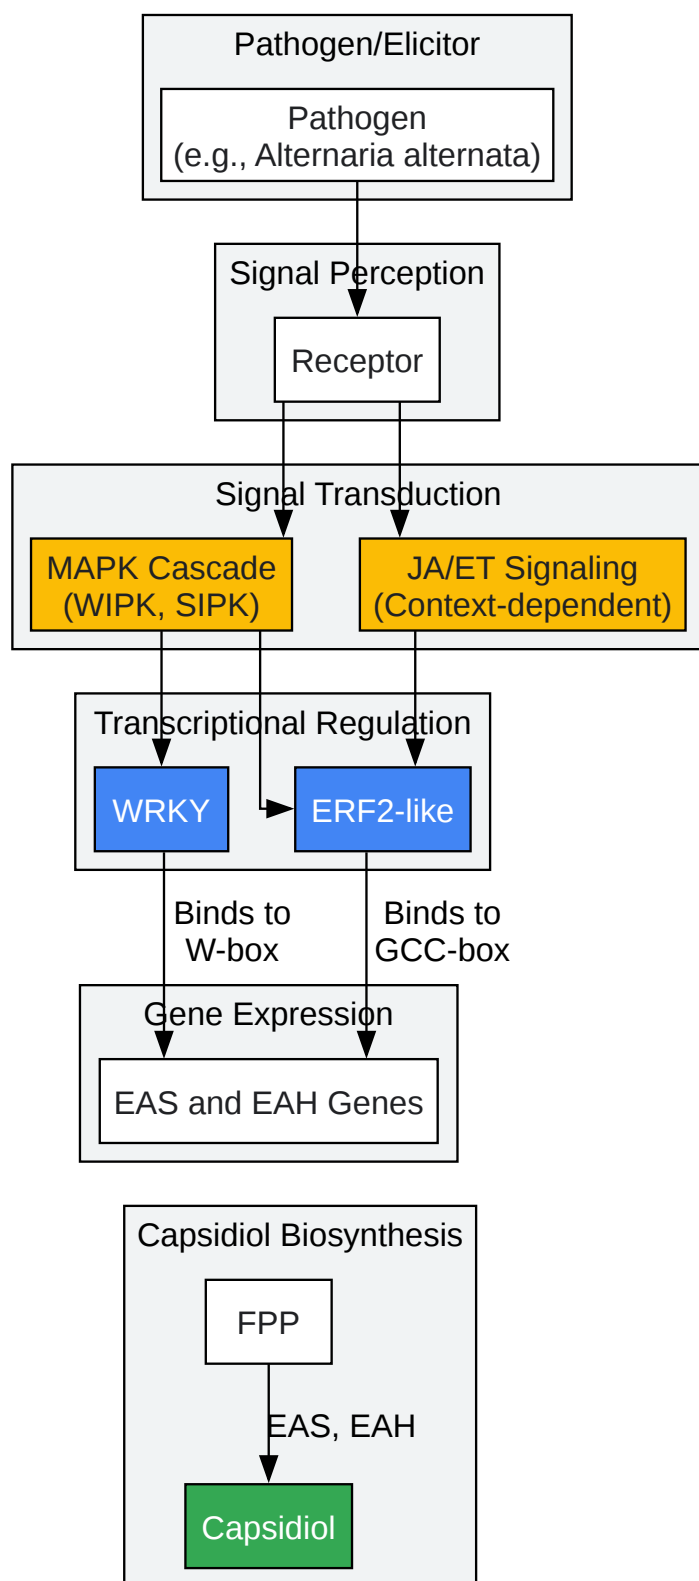 Pathogen/Elicitor
Pathogen
(e.g., Alternaria alternata)
Signal Perception
Receptor
Signal Transduction
MAPK Cascade
(WIPK, SIPK)
JA/ET Signaling
(Context-dependent)
Transcriptional Regulation
WRKY
ERF2-like
Binds to
W-box
Binds to
GCC-box
Gene Expression
EAS and EAH Genes
Capsidiol Biosynthesis
FPP
EAS, EAH
Capsidiol